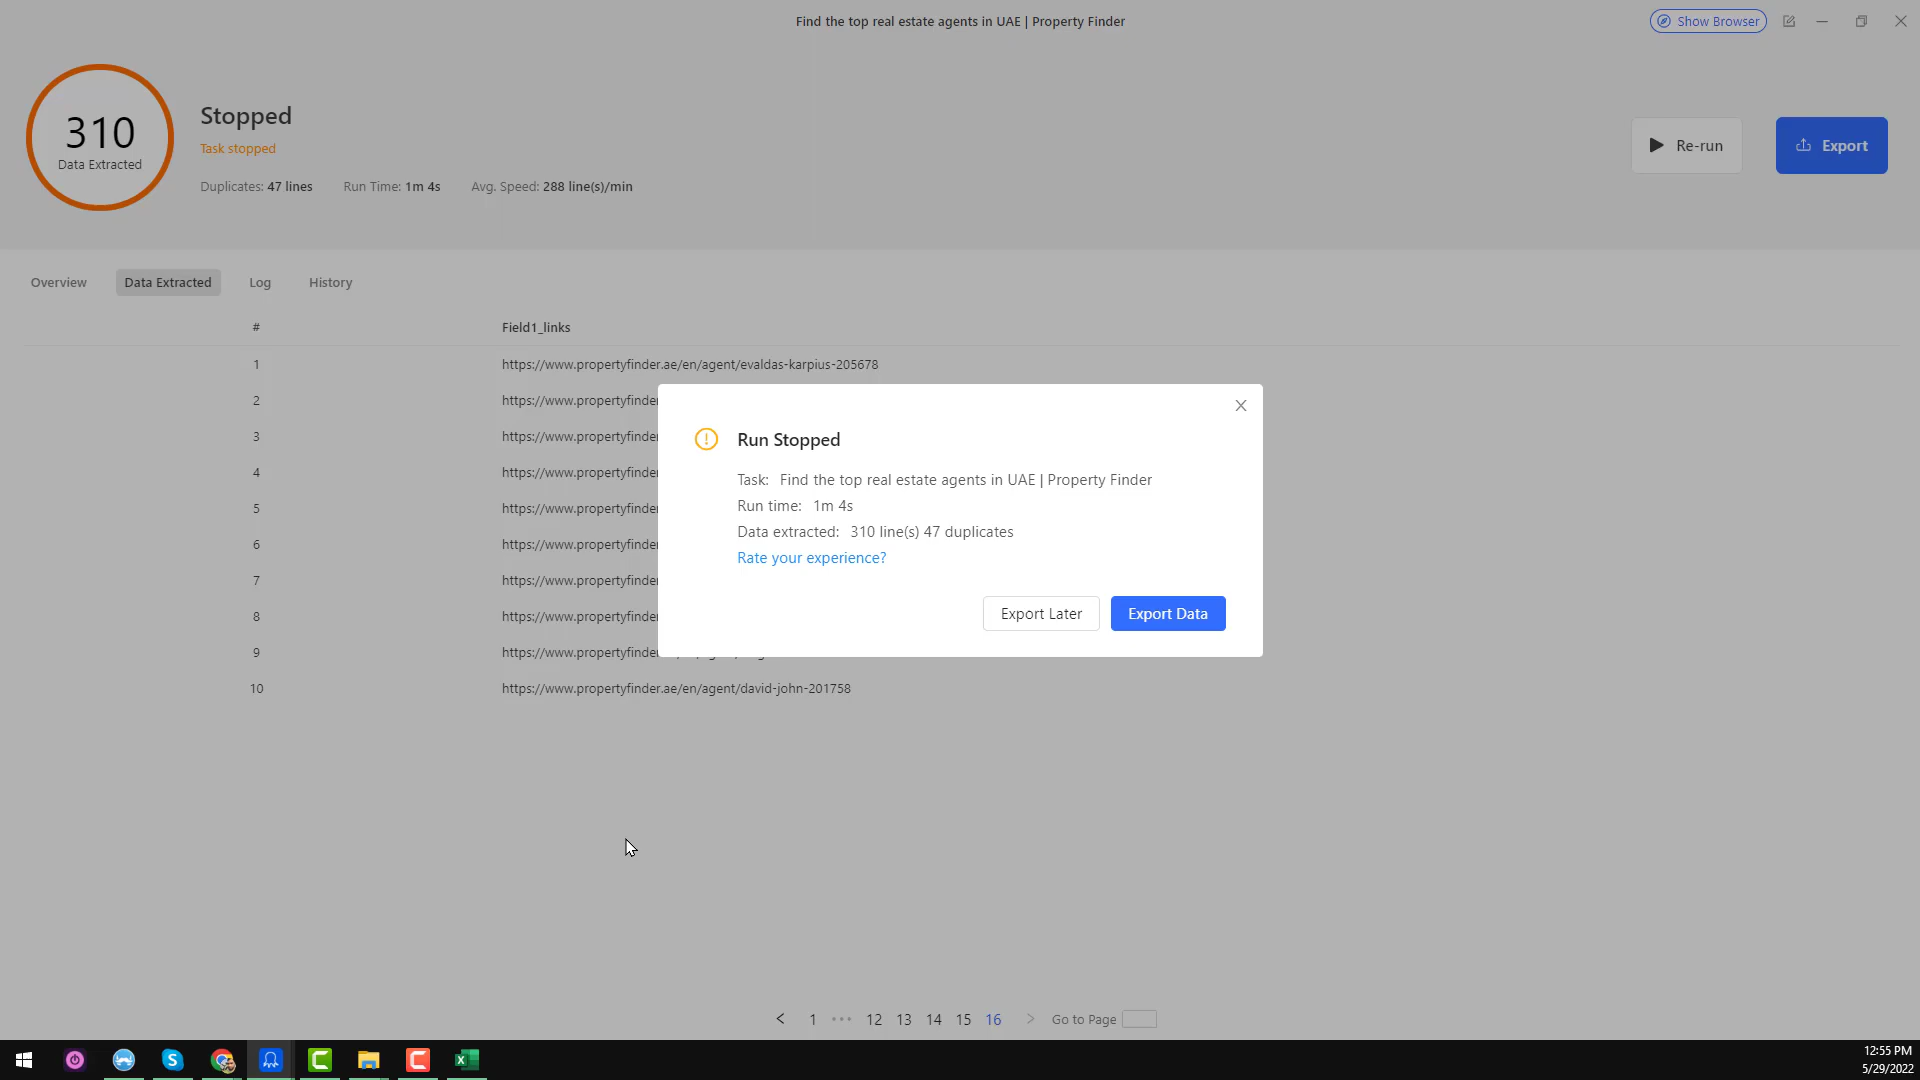 Find the top real estate agents in UAE | Property Finder
Show Browser
310
Data Extracted
Stopped
Task stopped
Duplicates: 47 lines Run Time: 1m 4s Avg. Speed: 288 line(s)/min
Re-run
Export
Overview Data Extracted Log History
# Field1_links
1 https://www.propertyfinder.ae/en/agent/evaldas-karpius-205678
2 https://www.propertyfinder
3 https://www.propertyfinder
4 https://www.propertyfinder
5 https://www.propertyfinder
6 https://www.propertyfinder
7 https://www.propertyfinder
8 https://www.propertyfinder
9 https://www.propertyfinder
10 https://www.propertyfinder.ae/en/agent/david-john-201758
Run Stopped
Task: Find the top real estate agents in UAE | Property Finder
Run time: 1m 4s
Data extracted: 310 line(s) 47 duplicates
Rate your experience?
Export Later Export Data
1 ••• 12 13 14 15 16 Go to Page
12:55 PM
5/29/2022